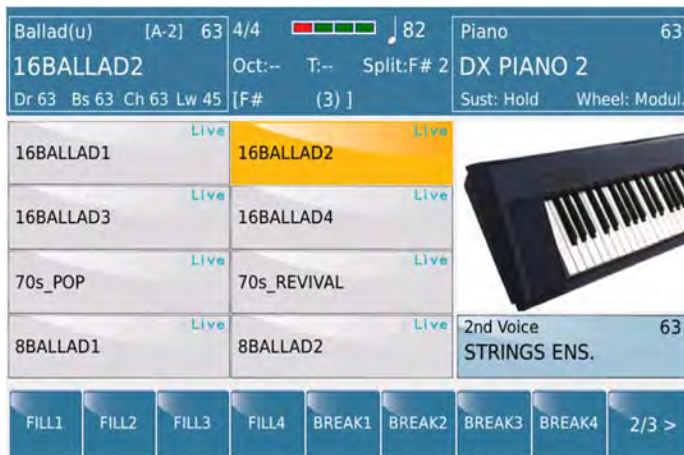 Ballad(u) [A-2] 63
16BALLAD2
Dr 63 Bs 63 Ch 63 Lw 45
4/4 82
Oct:-- T:-- Split:F# 2
[F# (3) ]
Piano 63
DX PIANO 2
Sust: Hold Wheel: Modul.
Live
16BALLAD1
Live
16BALLAD2
Live
16BALLAD3
Live
16BALLAD4
Live
70s_POP
Live
70s_REVIVAL
Live
8BALLAD1
Live
8BALLAD2
2nd Voice 63
STRINGS ENS.
FILL1 FILL2 FILL3 FILL4 BREAK1 BREAK2 BREAK3 BREAK4 2/3 >